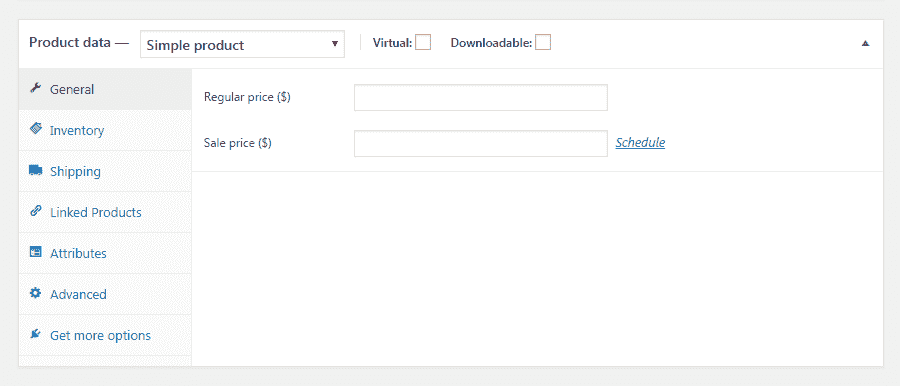 Product data — Simple product Virtual: Downloadable:
General
Regular price ($)
Inventory
Sale price ($) Schedule
Shipping
Linked Products
Attributes
Advanced
Get more options